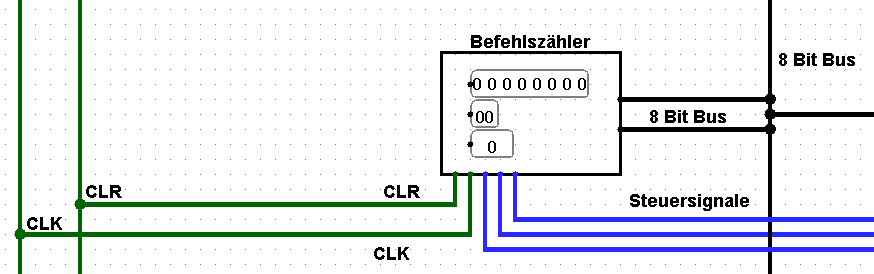 Befehlszähler
8 Bit Bus
0 0 0 0 0 0 0 0
00
8 Bit Bus
0
CLR
CLR
Steuersignale
CLK
CLK